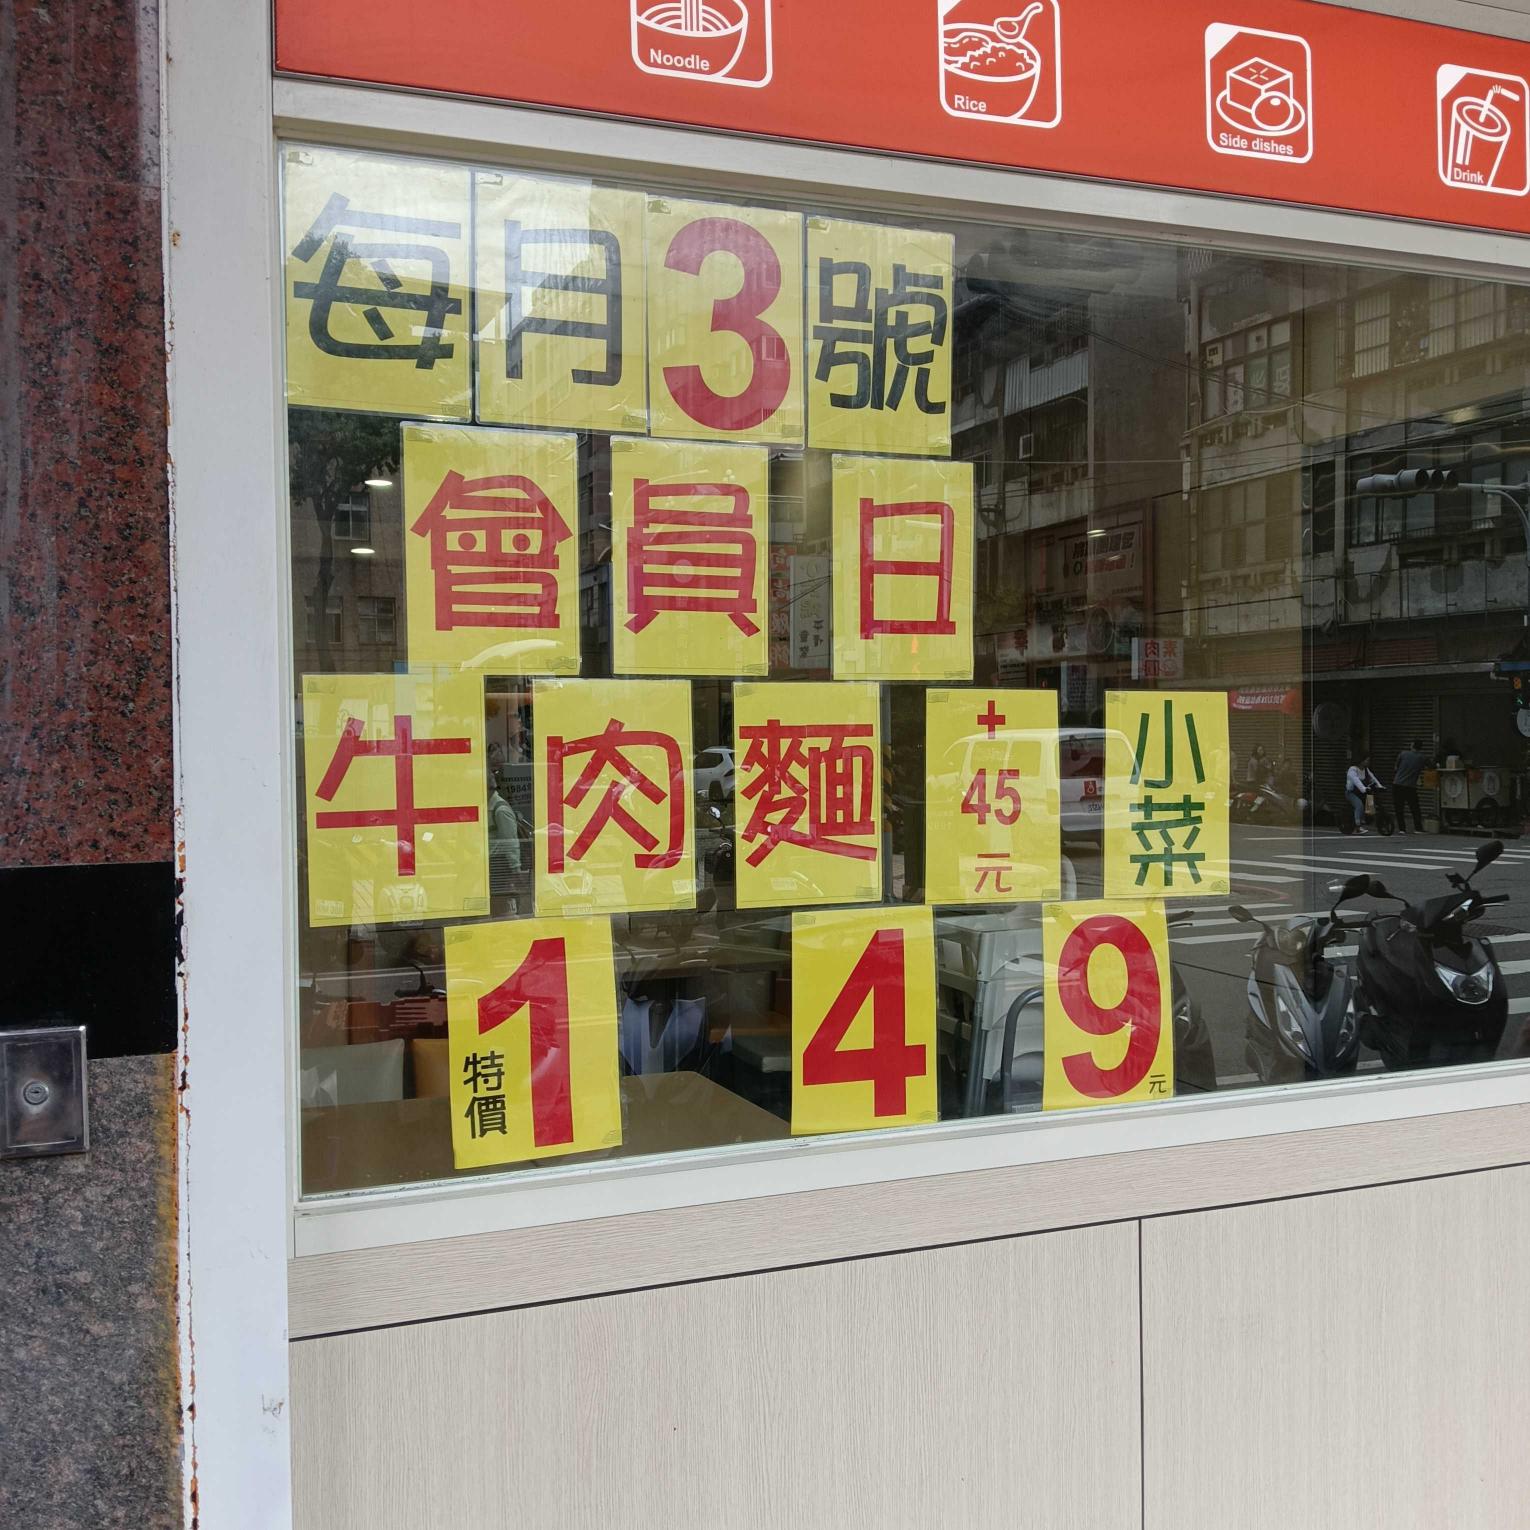 Noodle
Rice
Side dishes
Drink
每月3號
會員日
牛肉麵+45元小菜
特價149元